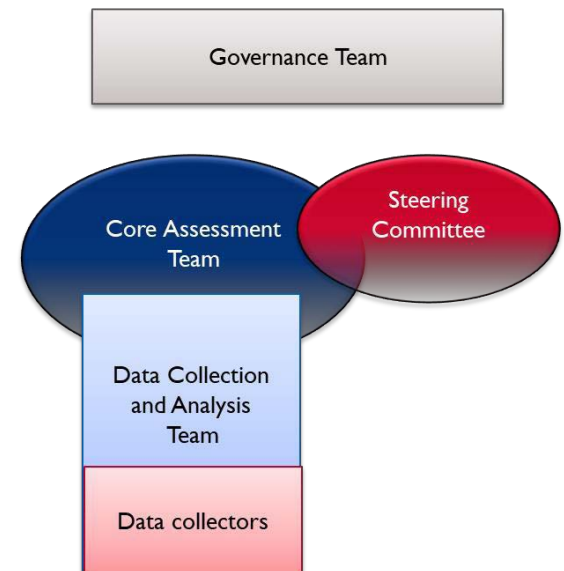 Governance Team
Steering
Committee
Core Assessment
Team
Data Collection
and Analysis
Team
Data collectors